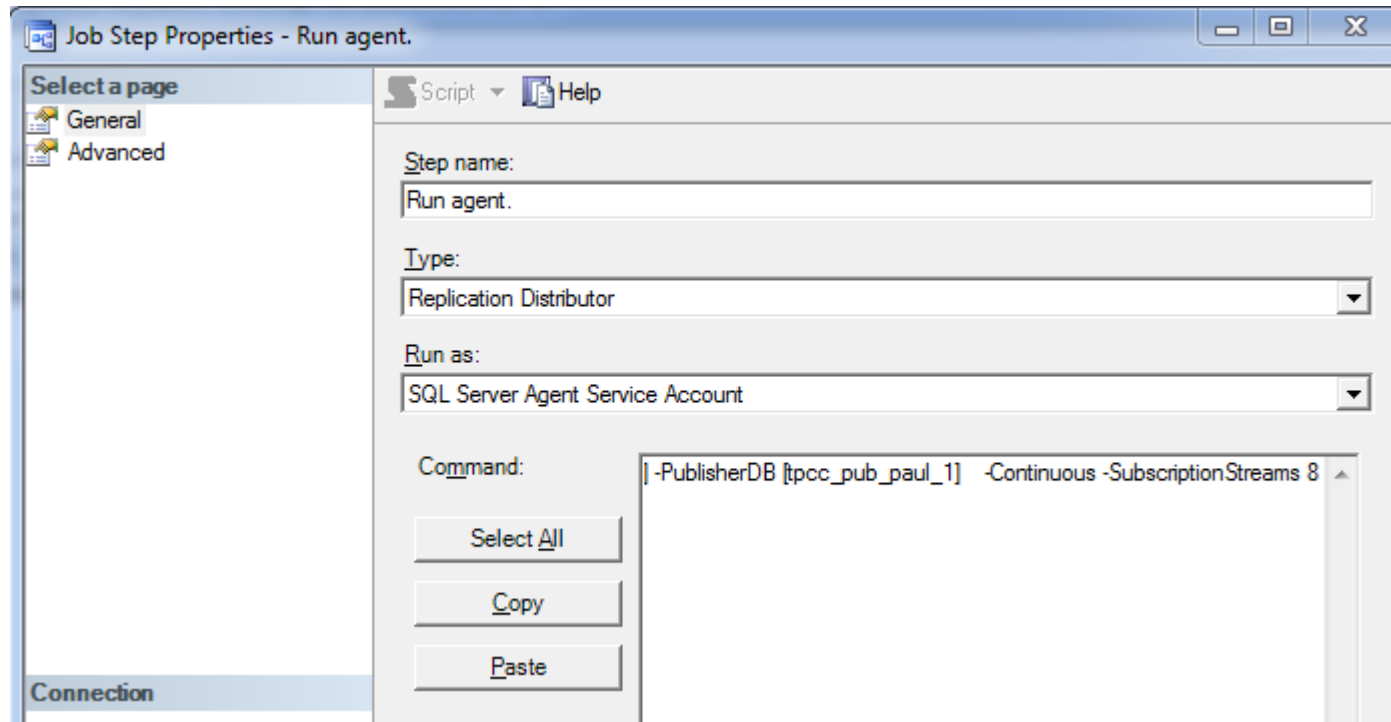 Job Step Properties - Run agent.
Select a page
General
Advanced
Script
Help
Step name:
Run agent.
Type:
Replication Distributor
Run as:
SQL Server Agent Service Account
Command:
] -PublisherDB [tpcc_pub_paul_1]    -Continuous -SubscriptionStreams 8
Select All
Copy
Paste
Connection